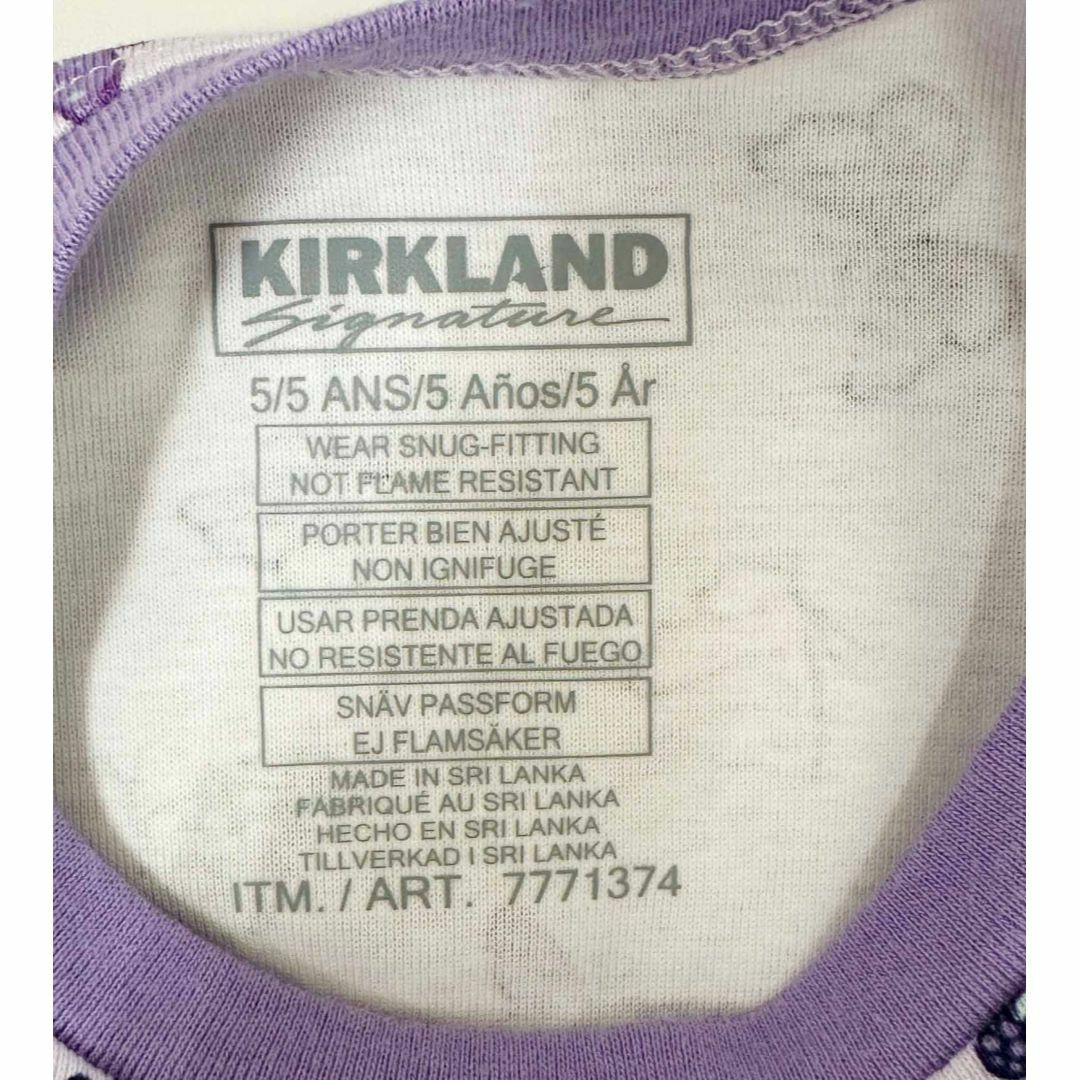 KIRKLAND
Signature
5/5 ANS/5 Años/5 År
WEAR SNUG-FITTING
NOT FLAME RESISTANT
PORTER BIEN AJUSTÉ
NON IGNIFUGE
USAR PRENDA AJUSTADA
NO RESISTENTE AL FUEGO
SNÄV PASSFORM
EJ FLAMSÄKER
MADE IN SRI LANKA
FABRIQUÉ AU SRI LANKA
HECHO EN SRI LANKA
TILLVERKAD I SRI LANKA
ITM. / ART. 7771374